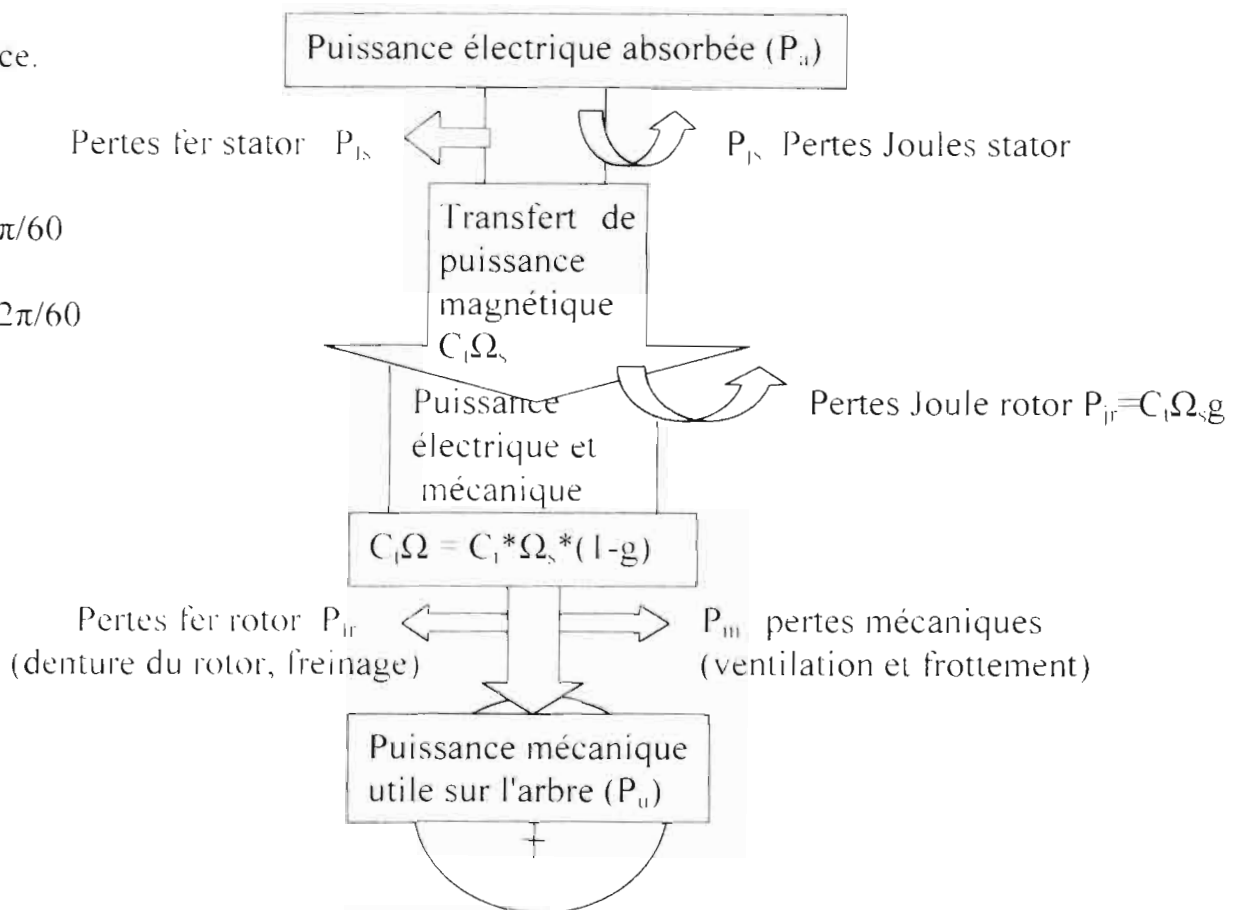 Puissance électrique absorbée (Pa)
ce.
Pertes fer stator Pfs
Pjs Pertes Joules stator
π/60
2π/60
Transfert de
puissance
magnétique
CtΩs
Puissance
électrique et
mécanique
Pertes Joule rotor Pjr=CtΩsg
CtΩ = Ct*Ωs*(1-g)
Pertes fer rotor Pfr
(denture du rotor, freinage)
Pm pertes mécaniques
(ventilation et frottement)
Puissance mécanique
utile sur l'arbre (Pu)
+